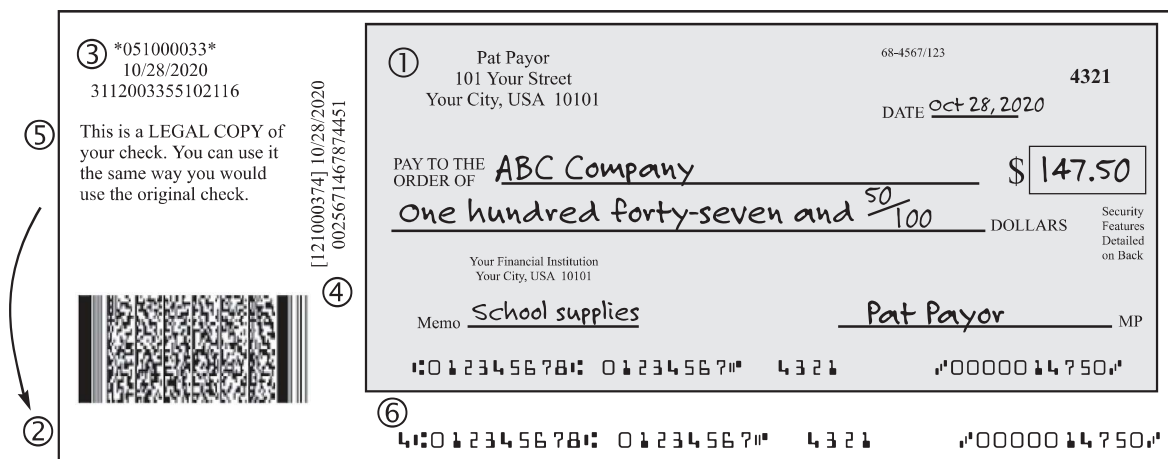 ③ *051000033*
10/28/2020
3112003355102116
⑤ This is a LEGAL COPY of
your check. You can use it
the same way you would
use the original check.
②
[121000374] 10/28/2020
0025671467874451
④
① Pat Payor
101 Your Street
Your City, USA 10101
68-4567/123
4321
DATE Oct 28, 2020
PAY TO THE
ORDER OF ABC Company $ 147.50
One hundred forty-seven and 50/100 DOLLARS
Security
Features
Detailed
on Back
Your Financial Institution
Your City, USA 10101
Memo School supplies Pat Payor MP
⑆012345678⑆ 01234567⑈ 4321 ⑇0000014750⑇
⑥
4⑆012345678⑆ 01234567⑈ 4321 ⑇0000014750⑇